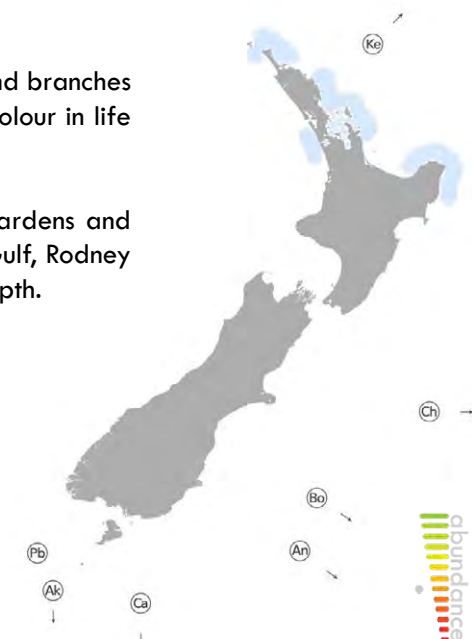 nd branches
olour in life
ardens and
ulf, Rodney
pth.
Ke
Ch
Bo
An
Pb
Ak
Ca
abundance